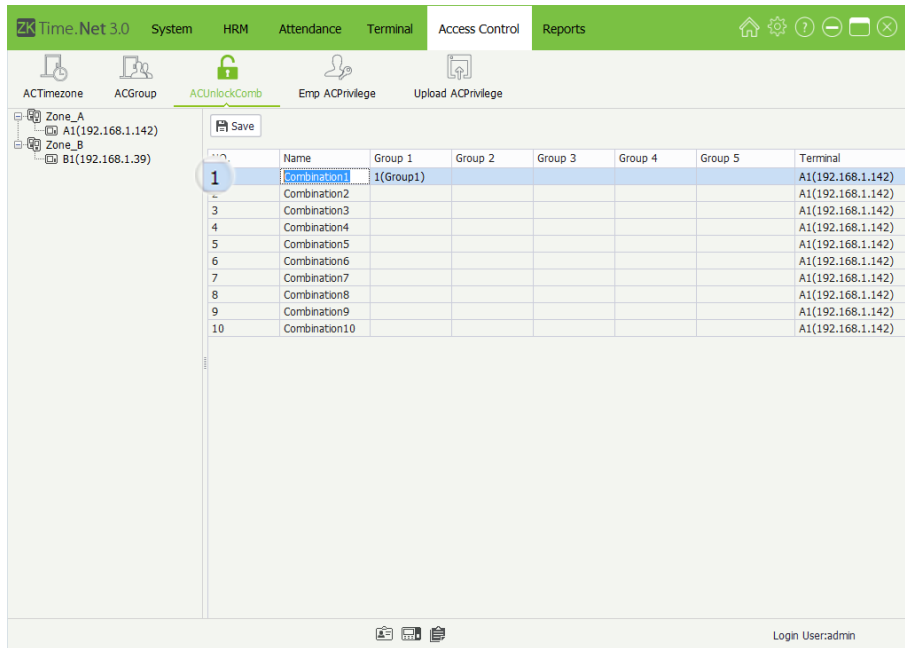 ZK Time.Net 3.0 System HRM Attendance Terminal Access Control Reports
ACTimezone ACGroup ACUnlockComb Emp ACPrivilege Upload ACPrivilege
Zone_A
A1(192.168.1.142)
Zone_B
B1(192.168.1.39)
Save
NO. Name Group 1 Group 2 Group 3 Group 4 Group 5 Terminal
1 Combination1 1(Group1) A1(192.168.1.142)
2 Combination2 A1(192.168.1.142)
3 Combination3 A1(192.168.1.142)
4 Combination4 A1(192.168.1.142)
5 Combination5 A1(192.168.1.142)
6 Combination6 A1(192.168.1.142)
7 Combination7 A1(192.168.1.142)
8 Combination8 A1(192.168.1.142)
9 Combination9 A1(192.168.1.142)
10 Combination10 A1(192.168.1.142)
Login User:admin